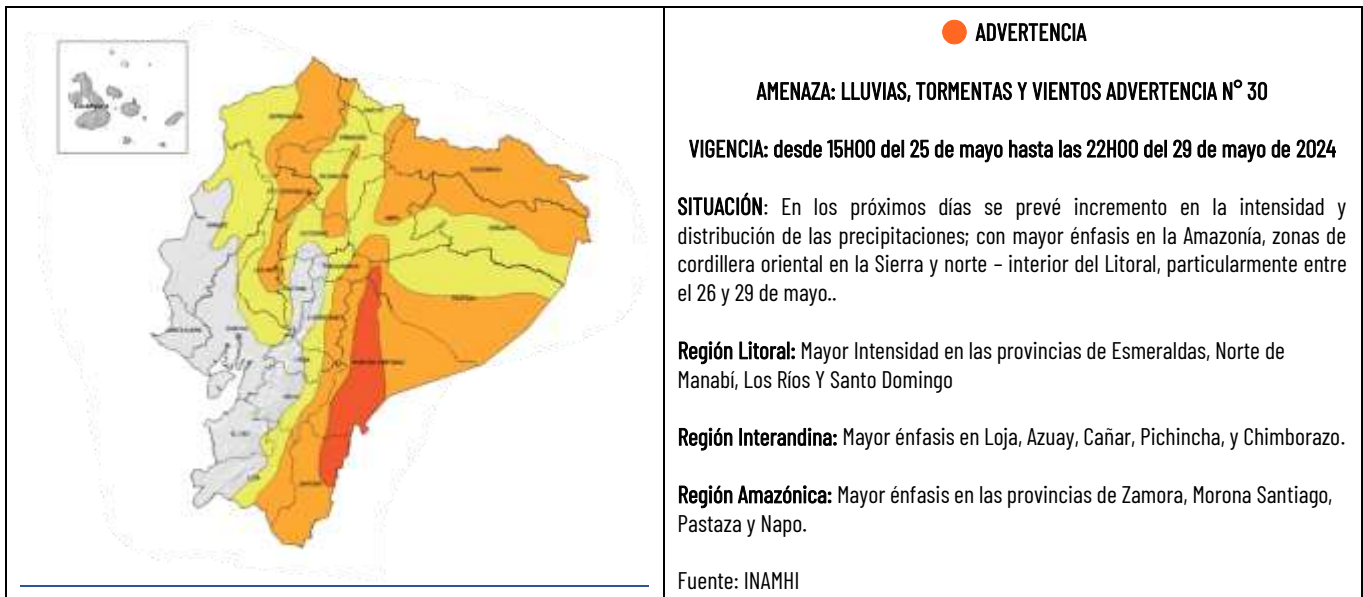 ADVERTENCIA
AMENAZA: LLUVIAS, TORMENTAS Y VIENTOS ADVERTENCIA N° 30
VIGENCIA: desde 15H00 del 25 de mayo hasta las 22H00 del 29 de mayo de 2024
SITUACIÓN: En los próximos días se prevé incremento en la intensidad y
distribución de las precipitaciones; con mayor énfasis en la Amazonía, zonas de
cordillera oriental en la Sierra y norte – interior del Litoral, particularmente entre
el 26 y 29 de mayo..
Región Litoral: Mayor Intensidad en las provincias de Esmeraldas, Norte de
Manabí, Los Ríos Y Santo Domingo
Región Interandina: Mayor énfasis en Loja, Azuay, Cañar, Pichincha, y Chimborazo.
Región Amazónica: Mayor énfasis en las provincias de Zamora, Morona Santiago,
Pastaza y Napo.
Fuente: INAMHI